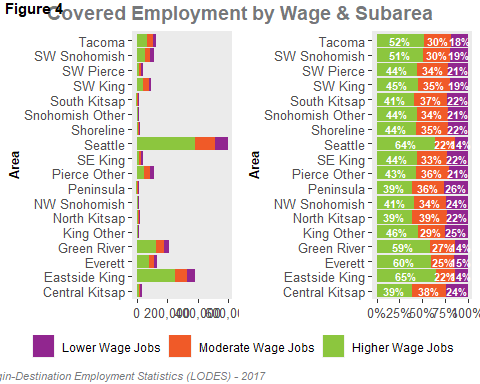 Figure 4
Covered Employment by Wage & Subarea
Area
Tacoma
SW Snohomish
SW Pierce
SW King
South Kitsap
Snohomish Other
Shoreline
Seattle
SE King
Pierce Other
Peninsula
NW Snohomish
North Kitsap
King Other
Green River
Everett
Eastside King
Central Kitsap
0 200,000 400,000 600,00
Area
Tacoma 52% 30% 18%
SW Snohomish 51% 30% 19%
SW Pierce 44% 34% 21%
SW King 45% 35% 19%
South Kitsap 41% 37% 22%
Snohomish Other 44% 34% 21%
Shoreline 44% 35% 22%
Seattle 64% 22% 14%
SE King 44% 33% 22%
Pierce Other 43% 36% 21%
Peninsula 39% 36% 26%
NW Snohomish 41% 34% 24%
North Kitsap 39% 39% 22%
King Other 46% 29% 25%
Green River 59% 27% 14%
Everett 60% 25% 15%
Eastside King 65% 22% 14%
Central Kitsap 39% 38% 24%
0% 25% 50% 75% 100%
Lower Wage Jobs Moderate Wage Jobs Higher Wage Jobs
gin-Destination Employment Statistics (LODES) - 2017